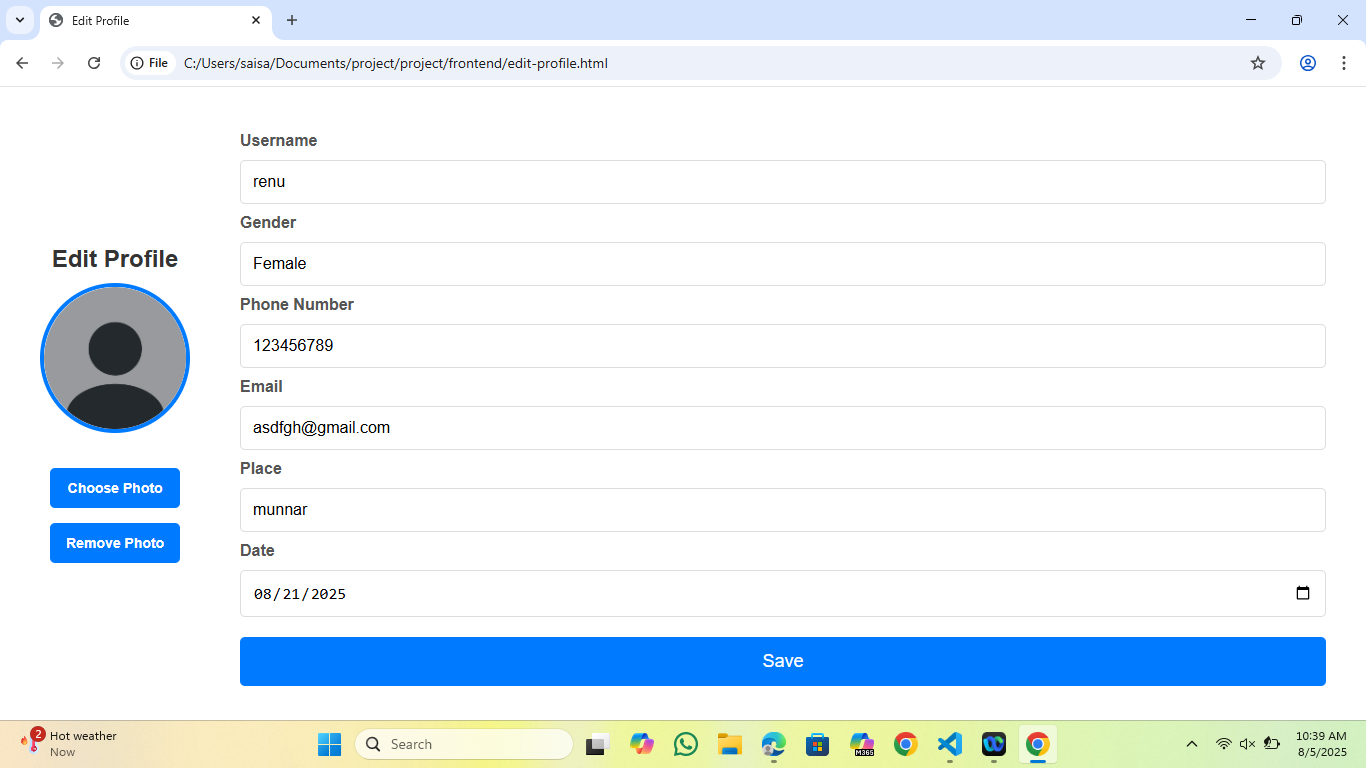 Edit Profile
File
C:/Users/saisa/Documents/project/project/frontend/edit-profile.html
Edit Profile
Choose Photo
Remove Photo
Username
renu
Gender
Female
Phone Number
123456789
Email
asdfgh@gmail.com
Place
munnar
Date
08/21/2025
Save
2
Hot weather
Now
Search
M365
10:39 AM
8/5/2025